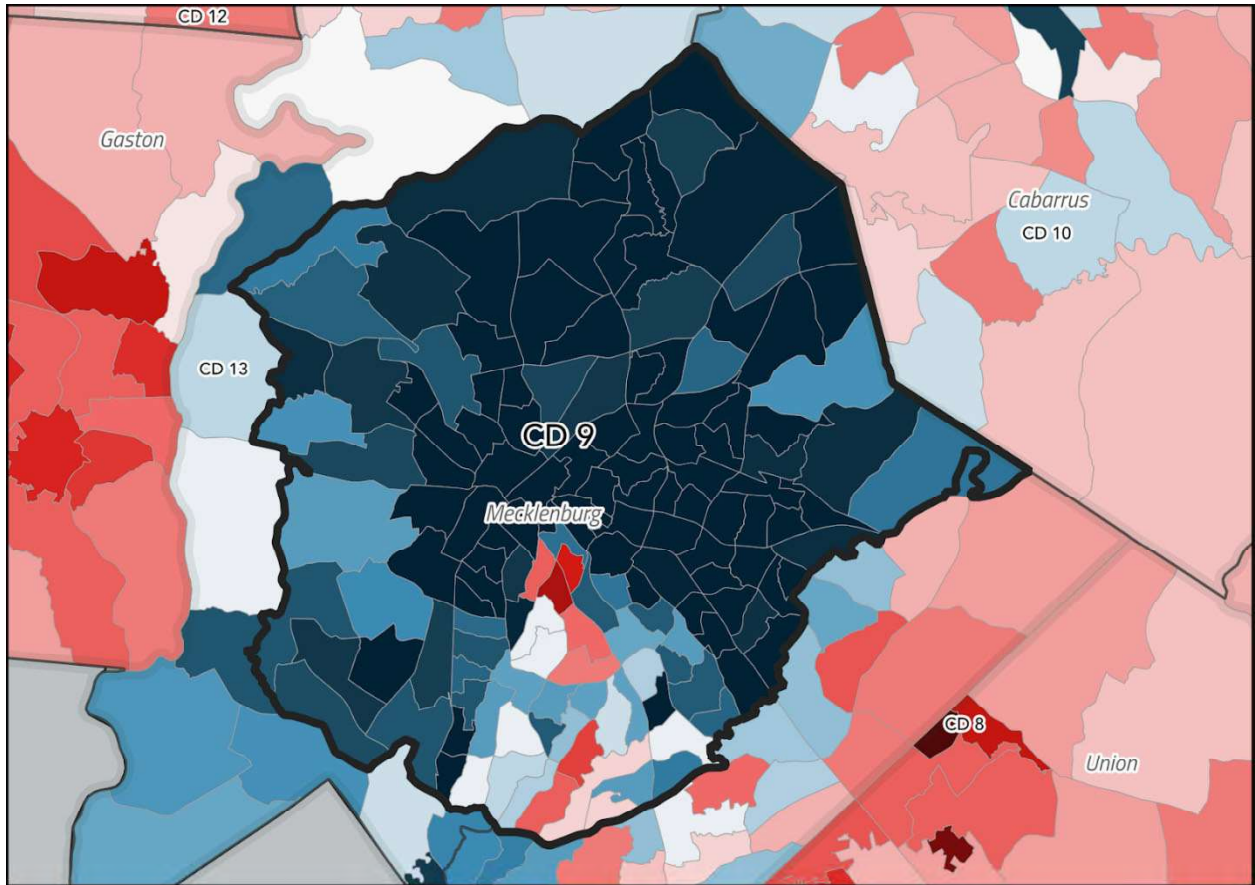 CD 12
Gaston
Cabarrus
CD 10
CD 13
CD 9
Mecklenburg
CD 8
Union